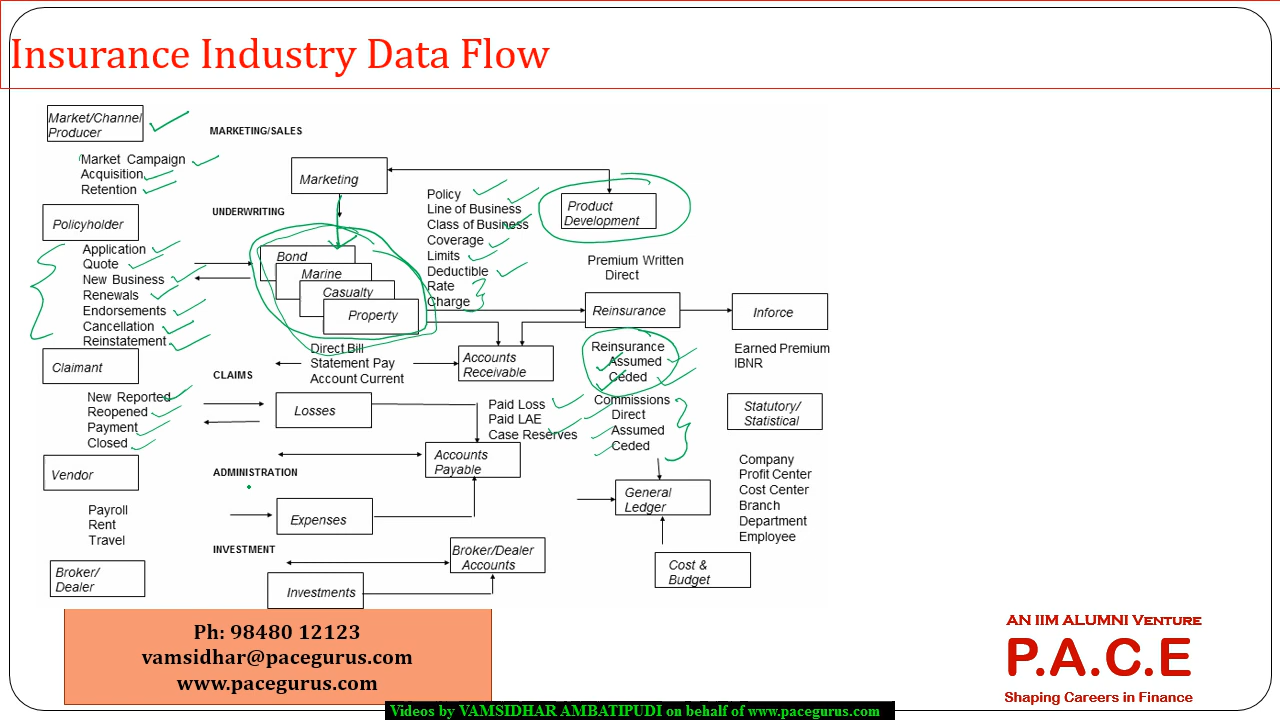 Insurance Industry Data Flow
Market/Channel
Producer
MARKETING/SALES
Market Campaign
Acquisition
Retention
Marketing
Policyholder
UNDERWRITING
Application
Quote
New Business
Renewals
Endorsements
Cancellation
Reinstatement
Bond
Marine
Casualty
Property
Policy
Line of Business
Class of Business
Coverage
Limits
Deductible
Rate
Charge
Product
Development
Premium Written
Direct
Reinsurance
Inforce
Direct Bill
Statement Pay
Account Current
Accounts
Receivable
Reinsurance
Assumed
Ceded
Earned Premium
IBNR
Claimant
CLAIMS
New Reported
Reopened
Payment
Closed
Losses
Paid Loss
Paid LAE
Case Reserves
Commissions
Direct
Assumed
Ceded
Statutory/
Statistical
Accounts
Payable
Vendor
ADMINISTRATION
Payroll
Rent
Travel
Expenses
General
Ledger
Company
Profit Center
Cost Center
Branch
Department
Employee
Broker/
Dealer
INVESTMENT
Investments
Broker/Dealer
Accounts
Cost &
Budget
Ph: 98480 12123
vamsidhar@pacegurus.com
www.pacegurus.com
AN IIM ALUMNI VENTURE
P.A.C.E
Shaping Careers in Finance
Videos by VAMSIDHAR AMBATIPUDI on behalf of www.pacegurus.com